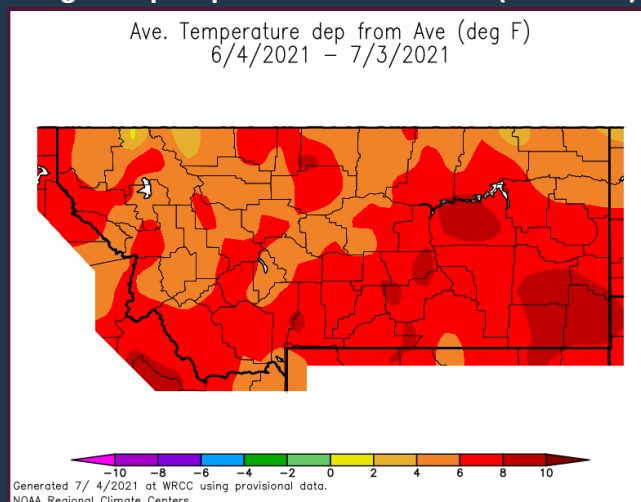 Ave. Temperature dep from Ave (deg F)
6/4/2021 – 7/3/2021
-10 -8 -6 -4 -2 0 2 4 6 8 10
Generated 7/ 4/2021 at WRCC using provisional data.
NOAA Regional Climate Centers